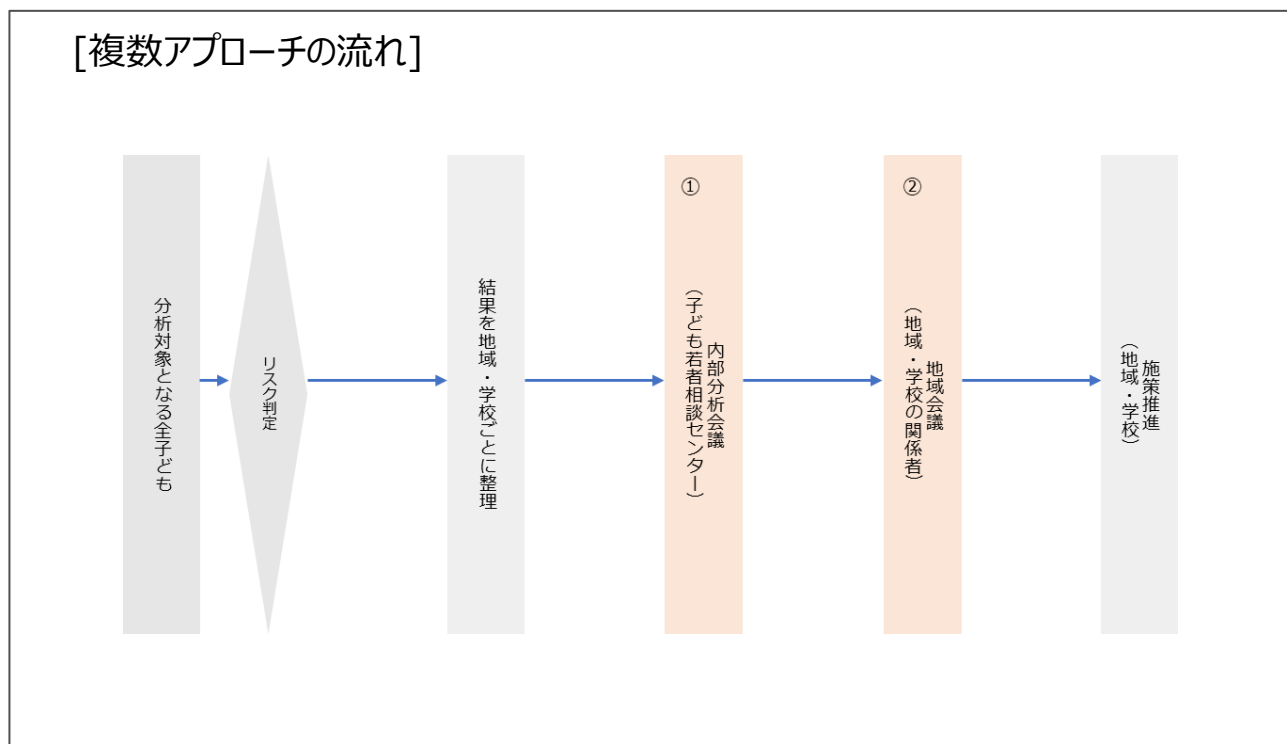 [複数アプローチの流れ]
分析対象となる全子ども
リスク判定
結果を地域・学校ごとに整理
①
内部分析会議
（子ども若者相談センター）
②
地域会議
（地域・学校の関係者）
施策推進
（地域・学校）